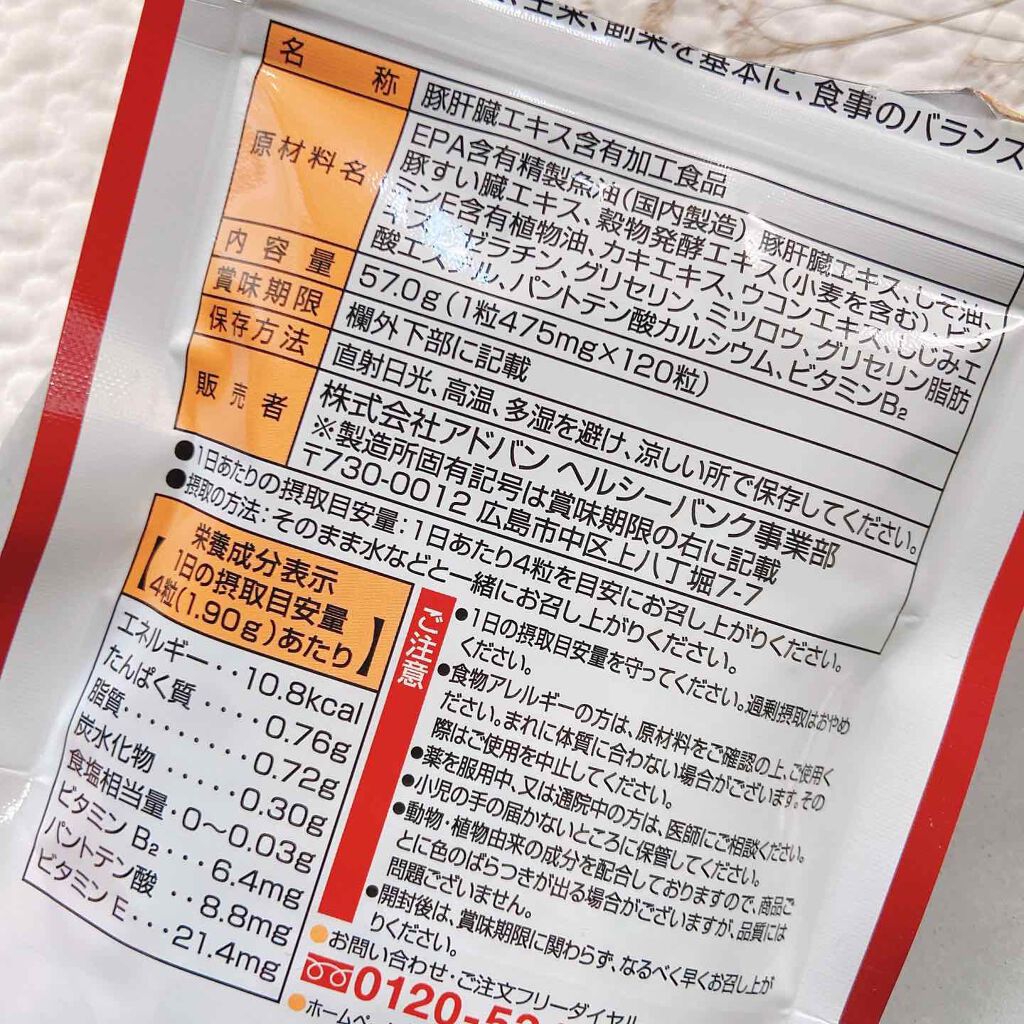 、主菜、副菜を基本に、食事のバランス
名称 豚肝臓エキス含有加工食品
原材料名 EPA含有精製魚油(国内製造)、豚肝臓エキス、しそ油、
豚すい臓エキス、穀物発酵エキス(小麦を含む)、ビタ
ミンE含有植物油、カキエキス、ウコンエキス、しじみエ
キス、ゼラチン、グリセリン、ミツロウ、グリセリン脂肪
酸エステル、パントテン酸カルシウム、ビタミンB₂
内容量 57.0g(1粒475mg×120粒)
賞味期限 欄外下部に記載
保存方法 直射日光、高温、多湿を避け、涼しい所で保存してください。
販売者 株式会社アドバン ヘルシーバンク事業部
※製造所固有記号は賞味期限の右に記載
〒730-0012 広島市中区上八丁堀7-7
●1日あたりの摂取目安量:1日あたり4粒を目安にお召し上がりください。
●摂取の方法:そのまま水などと一緒にお召し上がりください。
【栄養成分表示
1日の摂取目安量
4粒(1.90g)あたり】
エネルギー‥10.8kcal
たんぱく質‥‥0.76g
脂質‥‥‥‥‥0.72g
炭水化物‥‥‥0.30g
食塩相当量・0〜0.03g
ビタミンB₂‥‥6.4mg
パントテン酸‥8.8mg
ビタミンE‥・21.4mg
ご注意
●1日の摂取目安量を守ってください。過剰摂取はおやめ
ください。
●食物アレルギーの方は、原材料をご確認の上、ご使用く
ださい。まれに体質に合わない場合がございます。その
際はご使用を中止してください。
●薬を服用中、又は通院中の方は、医師にご相談ください。
●小児の手の届かないところに保管してください。
●動物・植物由来の成分を配合しておりますので、商品ご
とに色のばらつきが出る場合がございますが、品質には
問題ございません。
●開封後は、賞味期限に関わらず、なるべく早くお召し上が
りください。
●お問い合わせ・ご注文フリーダイヤル
0120-5
●ホームペ